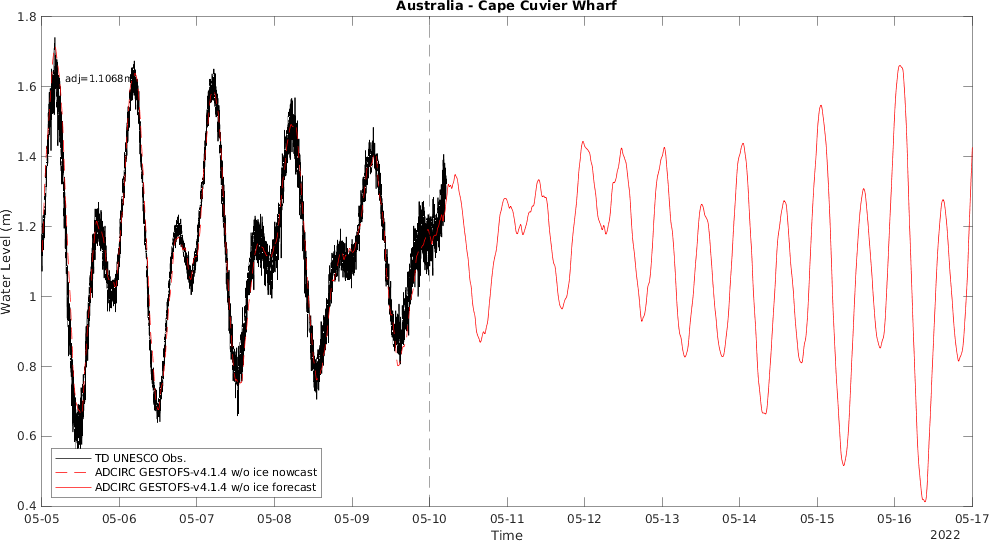 Australia - Cape Cuvier Wharf
1.8
1.6
1.4
1.2
1
0.8
0.6
0.4
Water Level (m)
adj=1.1068m
TD UNESCO Obs.
ADCIRC GESTOFS-v4.1.4 w/o ice nowcast
ADCIRC GESTOFS-v4.1.4 w/o ice forecast
05-05 05-06 05-07 05-08 05-09 05-10 05-11 05-12 05-13 05-14 05-15 05-16 05-17
Time
2022